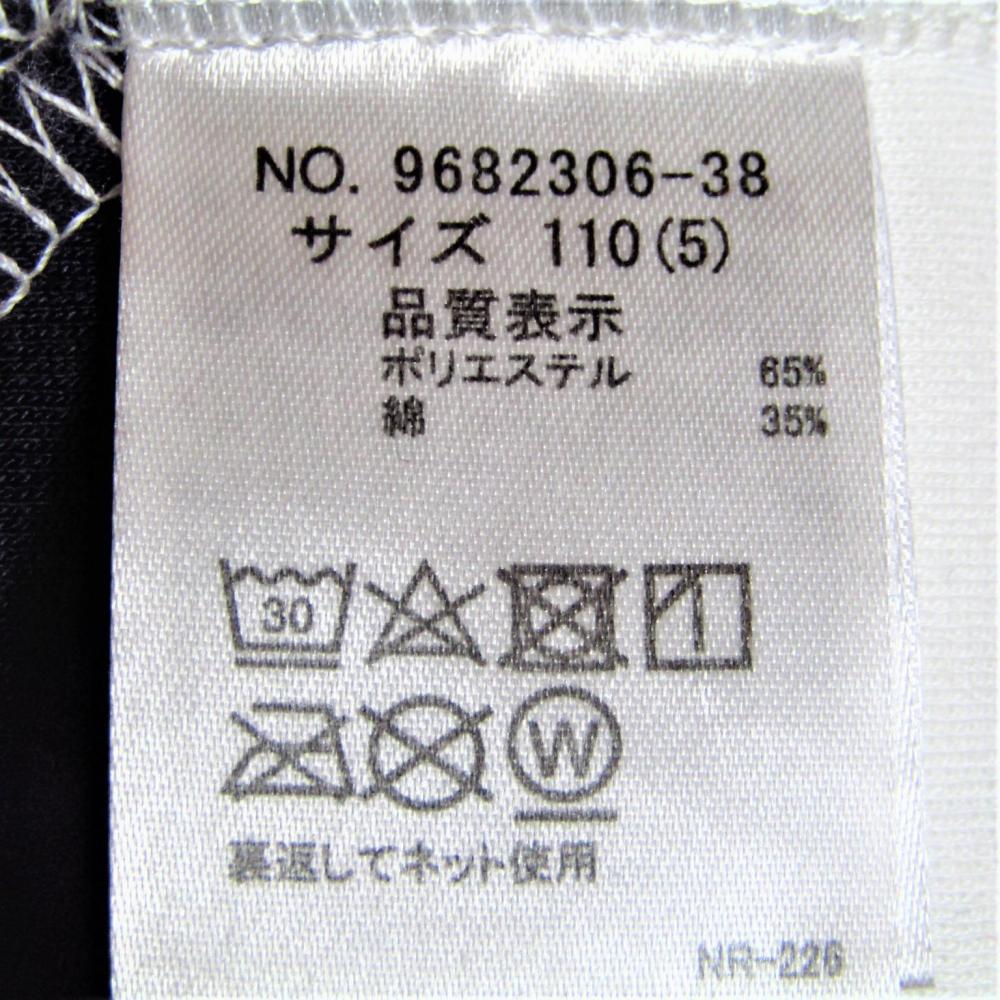 NO. 9682306-38
サイズ 110(5)
品質表示
ポリエステル 65%
綿 35%
30
W
裏返してネット使用
NR-226